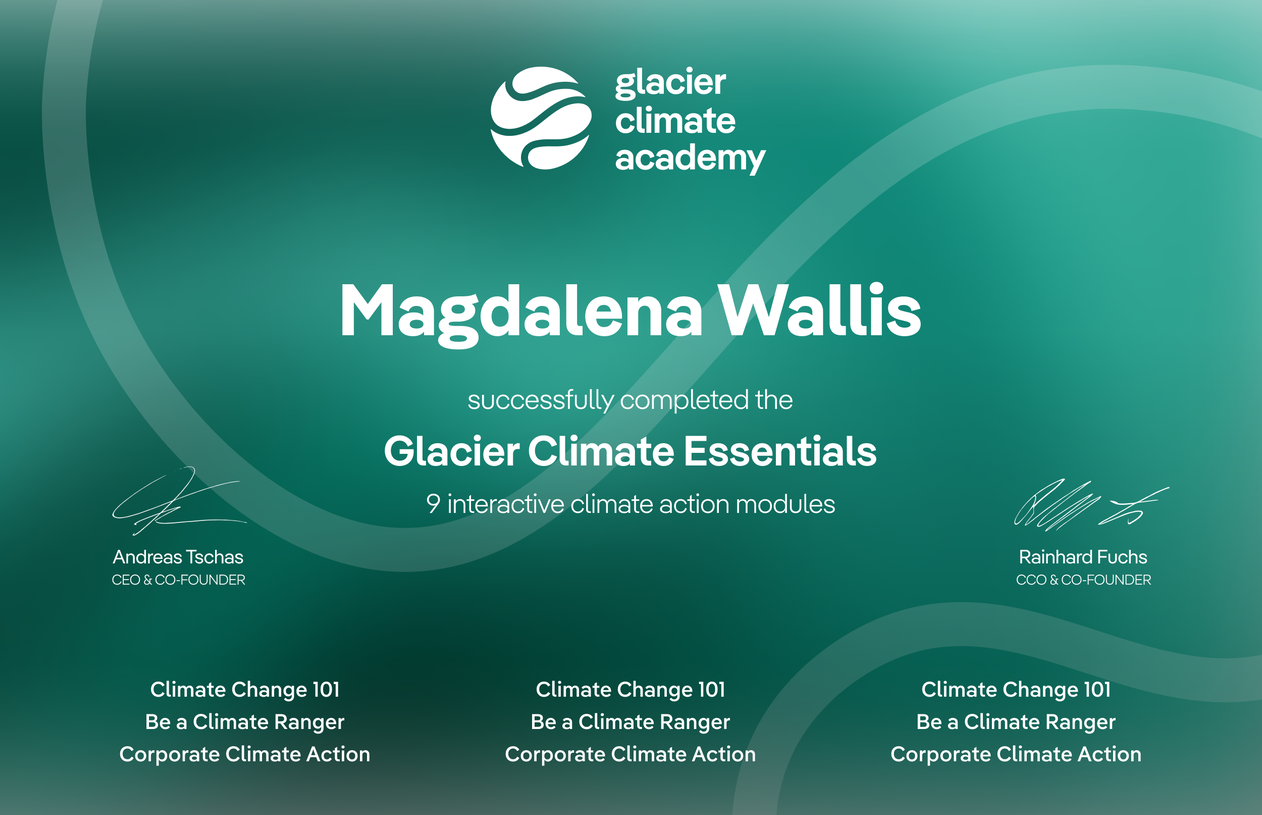 glacier
climate
academy
Magdalena Wallis
successfully completed the
Glacier Climate Essentials
9 interactive climate action modules
Andreas Tschas
CEO & CO-FOUNDER
Rainhard Fuchs
CCO & CO-FOUNDER
Climate Change 101
Be a Climate Ranger
Corporate Climate Action
Climate Change 101
Be a Climate Ranger
Corporate Climate Action
Climate Change 101
Be a Climate Ranger
Corporate Climate Action